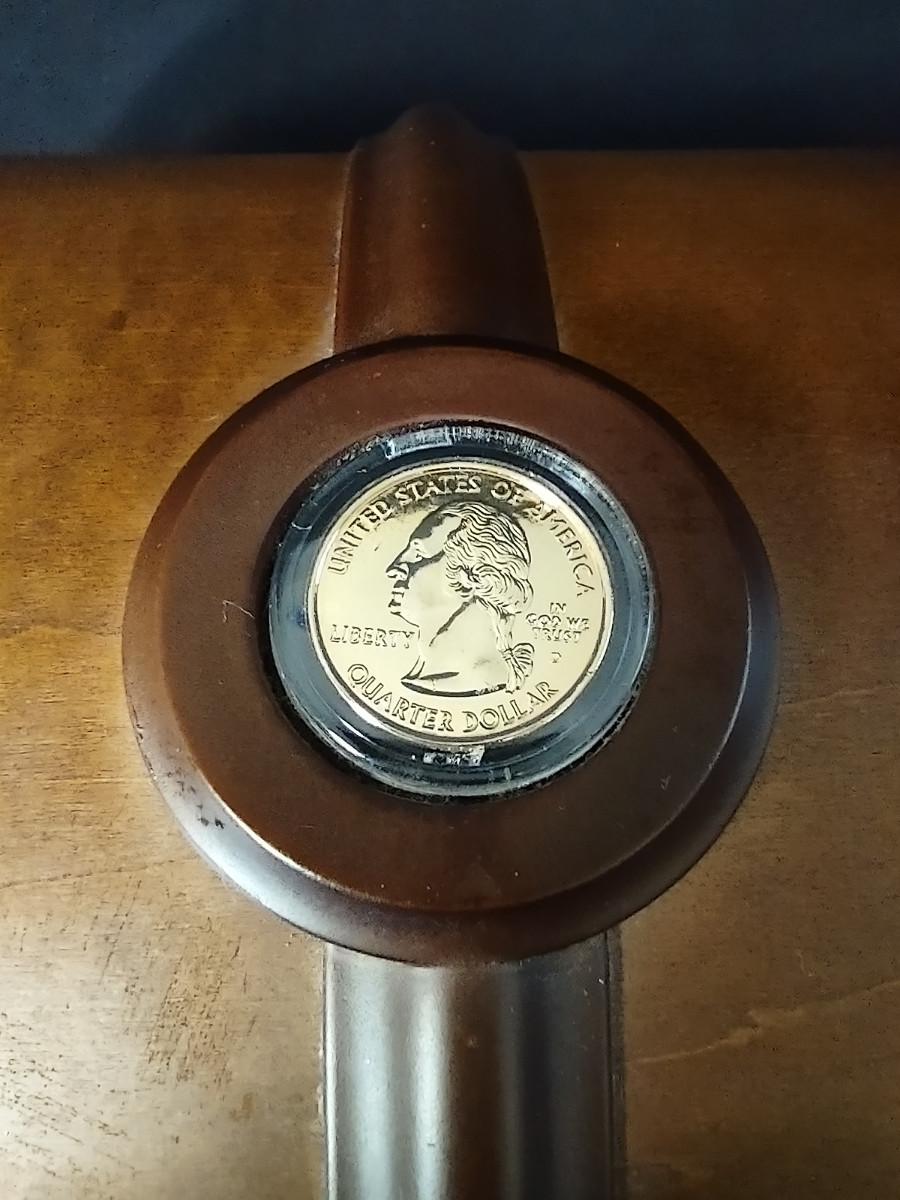 UNITED STATES OF AMERICA
LIBERTY
IN
GOD WE
TRUST
D
QUARTER DOLLAR